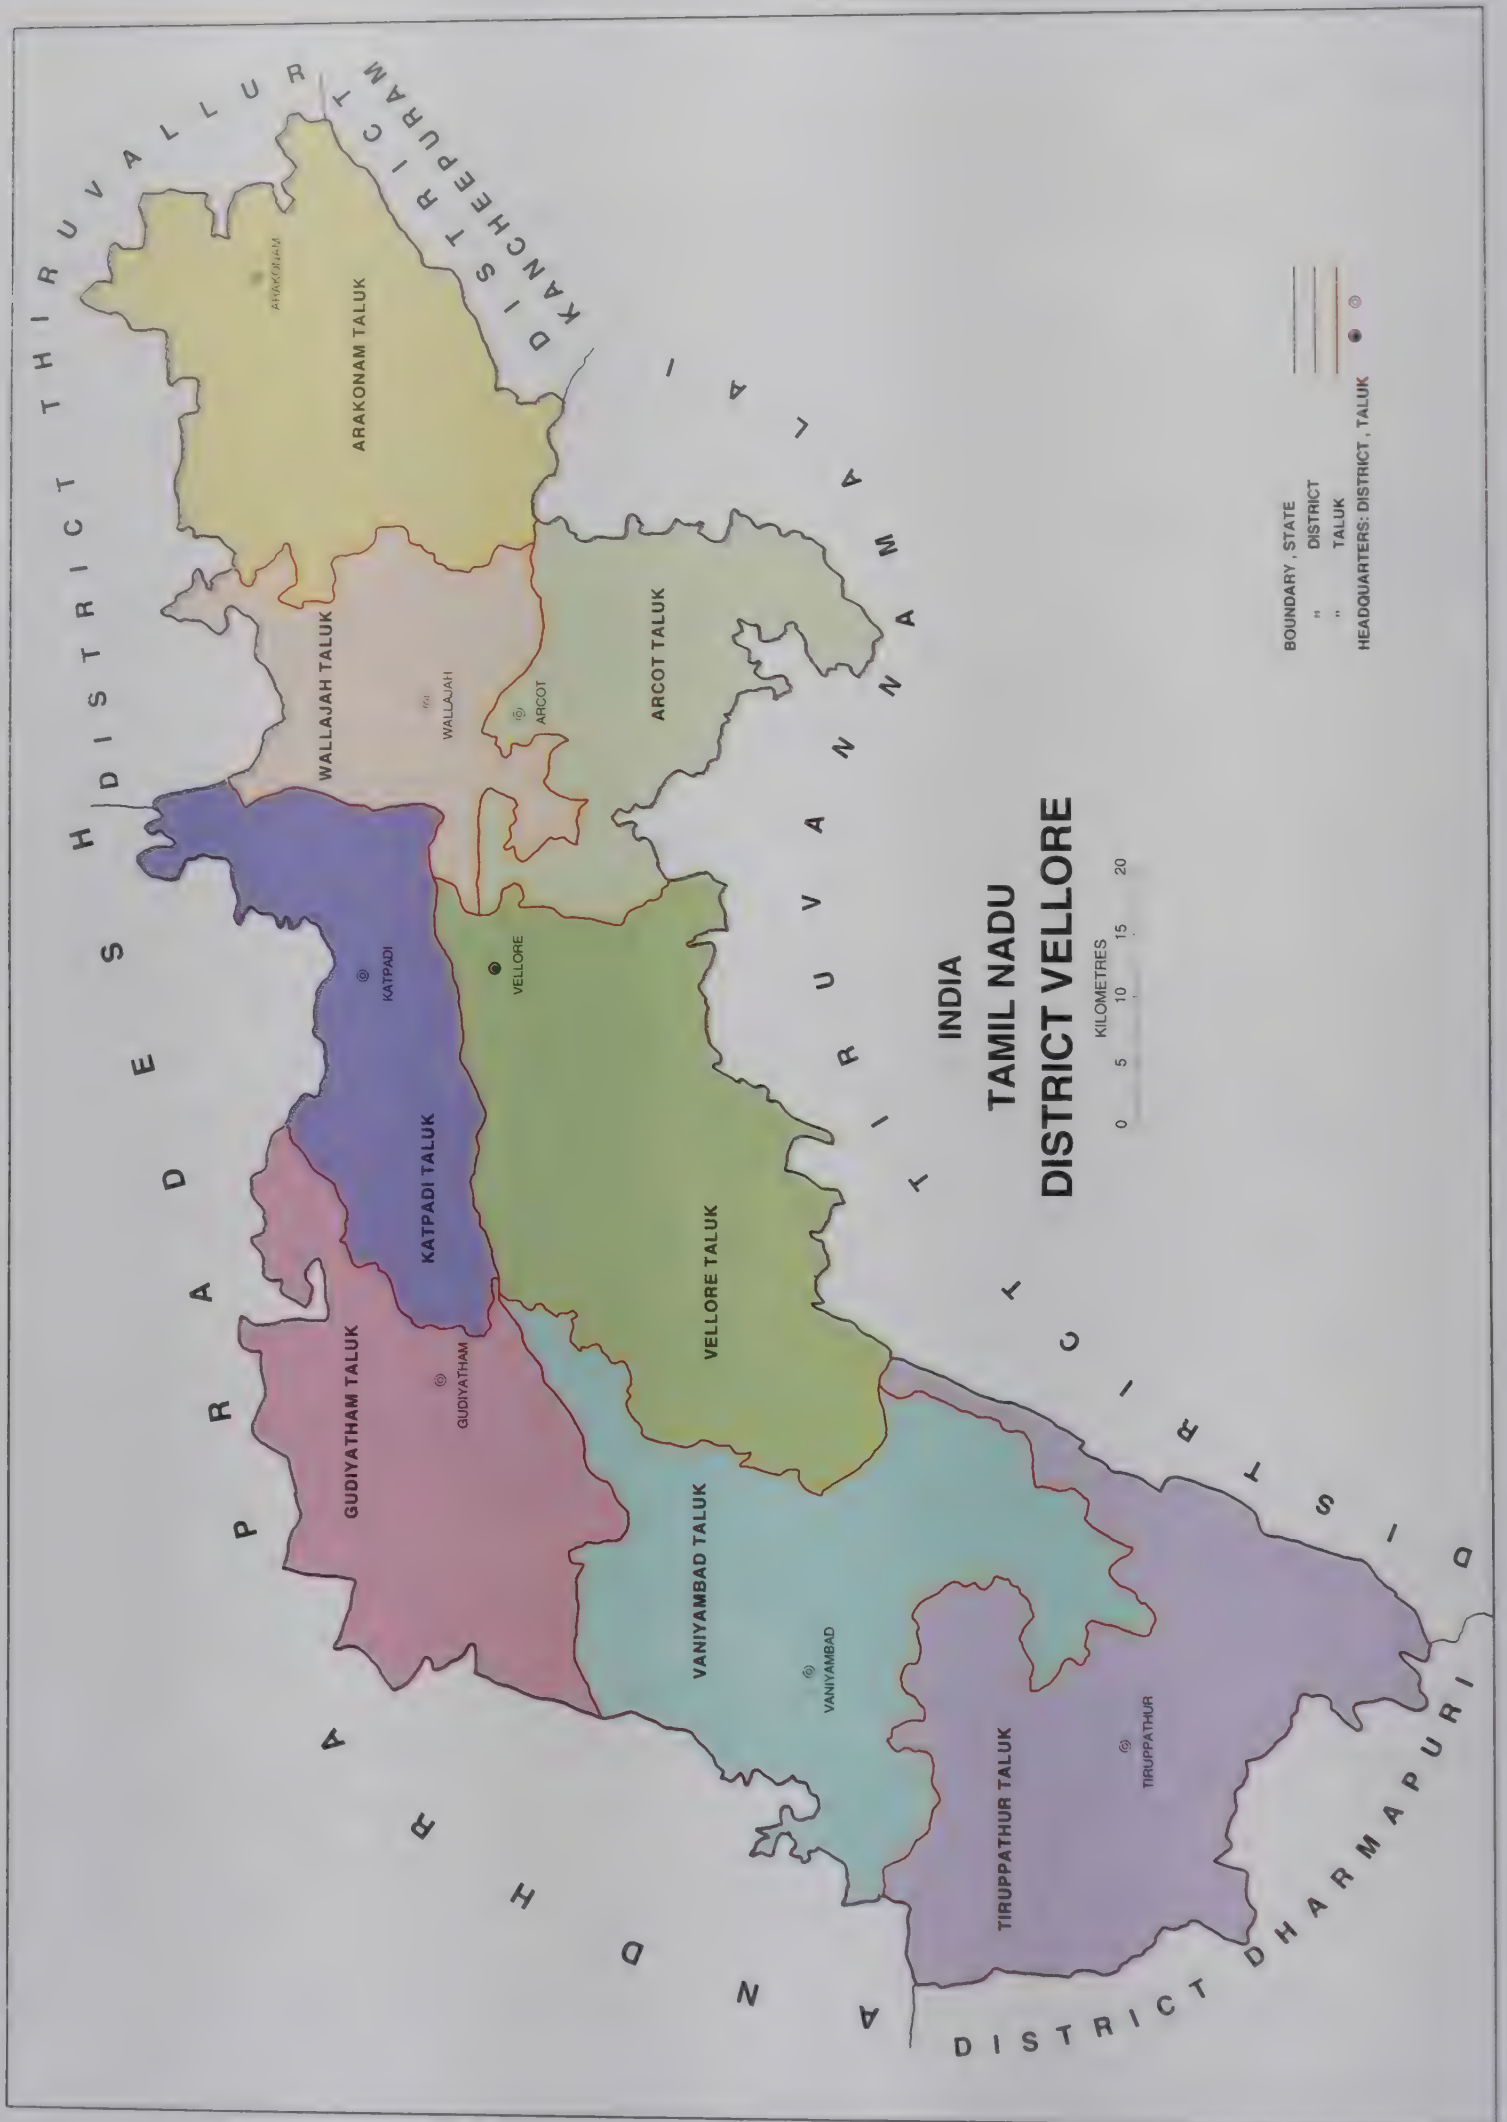 DISTRICT THIRUVALLUR
DISTRICT
KANCHEEPURAM
ANDHRA PRADESH
ARAKONAM
ARAKONAM TALUK
WALLAJAH TALUK
WALLAJAH
ARCOT
ARCOT TALUK
KATPADI
KATPADI TALUK
VELLORE
VELLORE TALUK
GUDIYATHAM TALUK
GUDIYATHAM
VANIYAMBAD TALUK
VANIYAMBAD
TIRUPPATHUR TALUK
TIRUPPATHUR
DISTRICT TIRUVANNAMALAI
DISTRICT DHARMAPURI
INDIA
TAMIL NADU
DISTRICT VELLORE
KILOMETRES
0 5 10 15 20
BOUNDARY, STATE
" DISTRICT
" TALUK
HEADQUARTERS: DISTRICT, TALUK